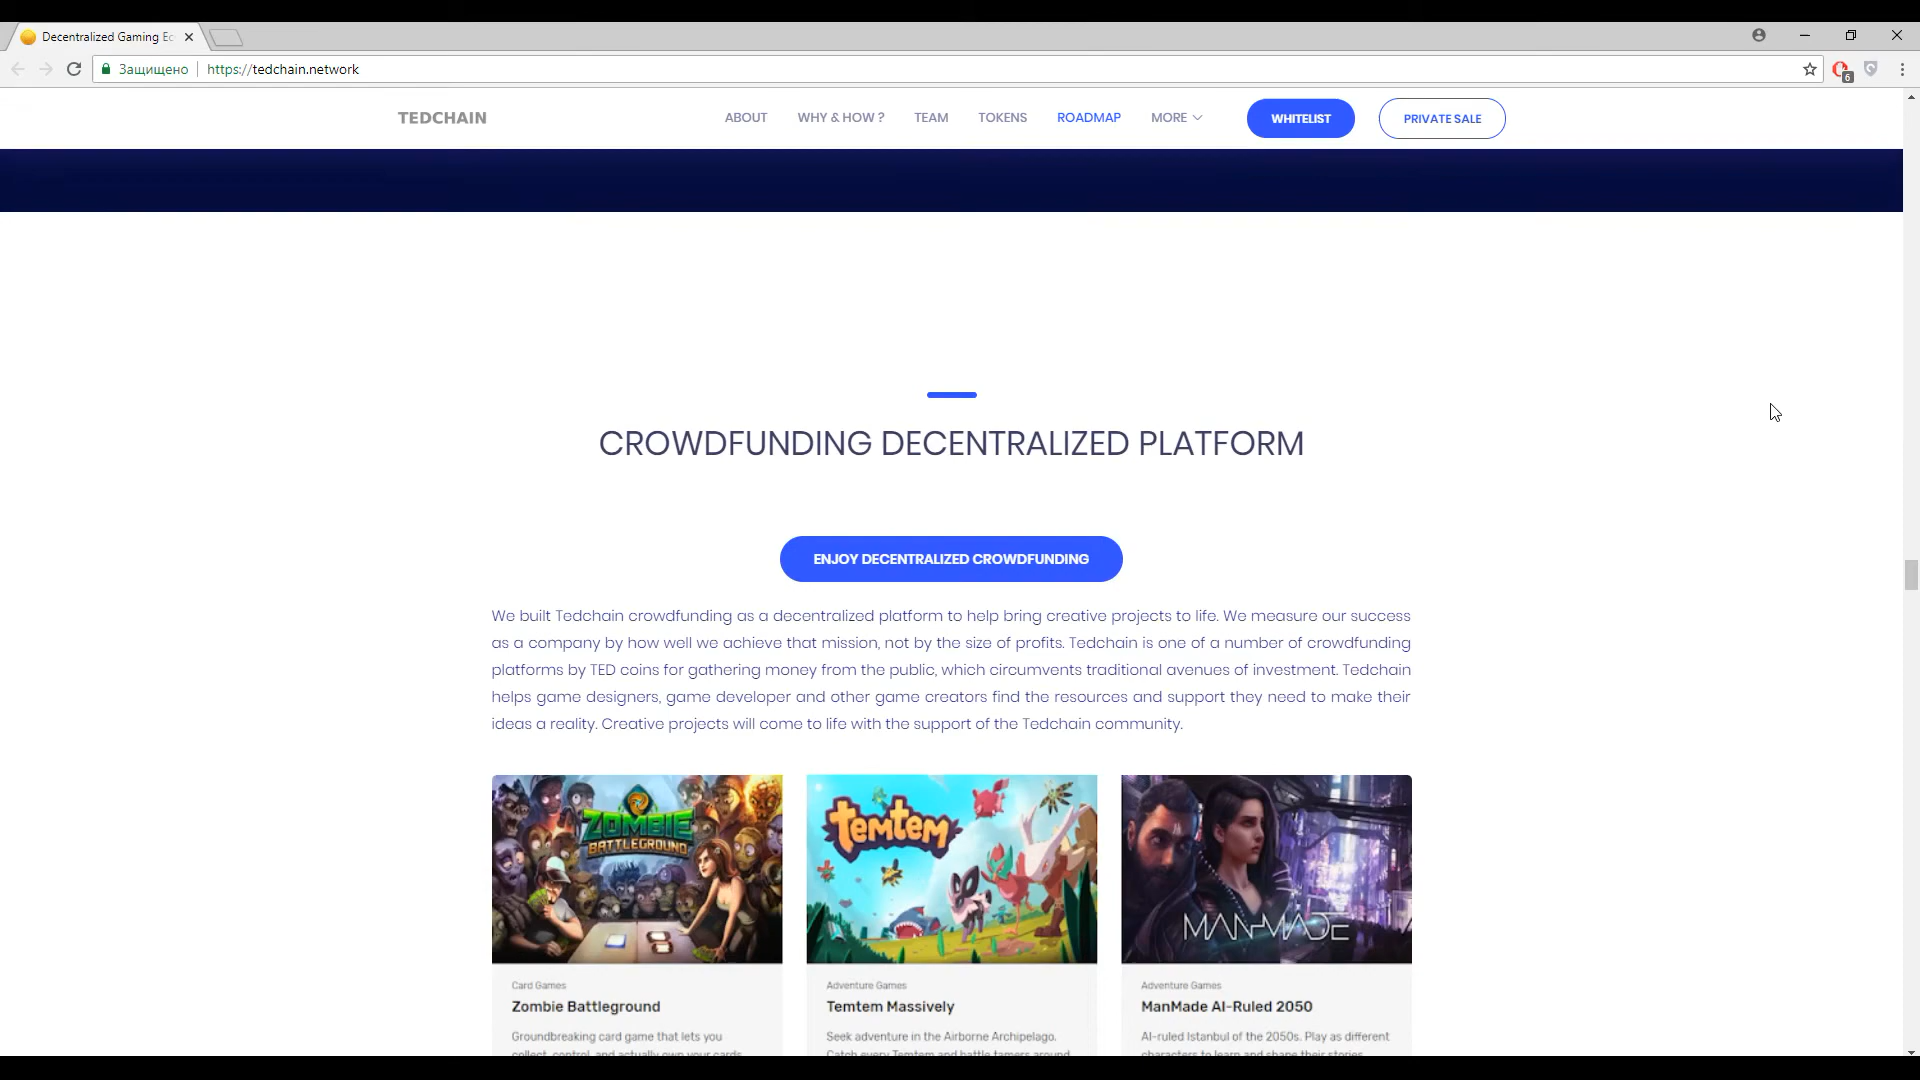 Decentralized Gaming Ec
Защищено https://tedchain.network
6
TEDCHAIN ABOUT WHY & HOW ? TEAM TOKENS ROADMAP MORE WHITELIST PRIVATE SALE
CROWDFUNDING DECENTRALIZED PLATFORM
ENJOY DECENTRALIZED CROWDFUNDING
We built Tedchain crowdfunding as a decentralized platform to help bring creative projects to life. We measure our success
as a company by how well we achieve that mission, not by the size of profits. Tedchain is one of a number of crowdfunding
platforms by TED coins for gathering money from the public, which circumvents traditional avenues of investment. Tedchain
helps game designers, game developer and other game creators find the resources and support they need to make their
ideas a reality. Creative projects will come to life with the support of the Tedchain community.
ZOMBIE
BATTLEGROUND
temtem
MAN-MADE
Card Games
Zombie Battleground
Groundbreaking card game that lets you
collect, control, and actually own your cards
Adventure Games
Temtem Massively
Seek adventure in the Airborne Archipelago.
Catch every Temtem and battle tamers around
Adventure Games
ManMade AI-Ruled 2050
AI-ruled Istanbul of the 2050s. Play as different
characters to learn and shape their stories